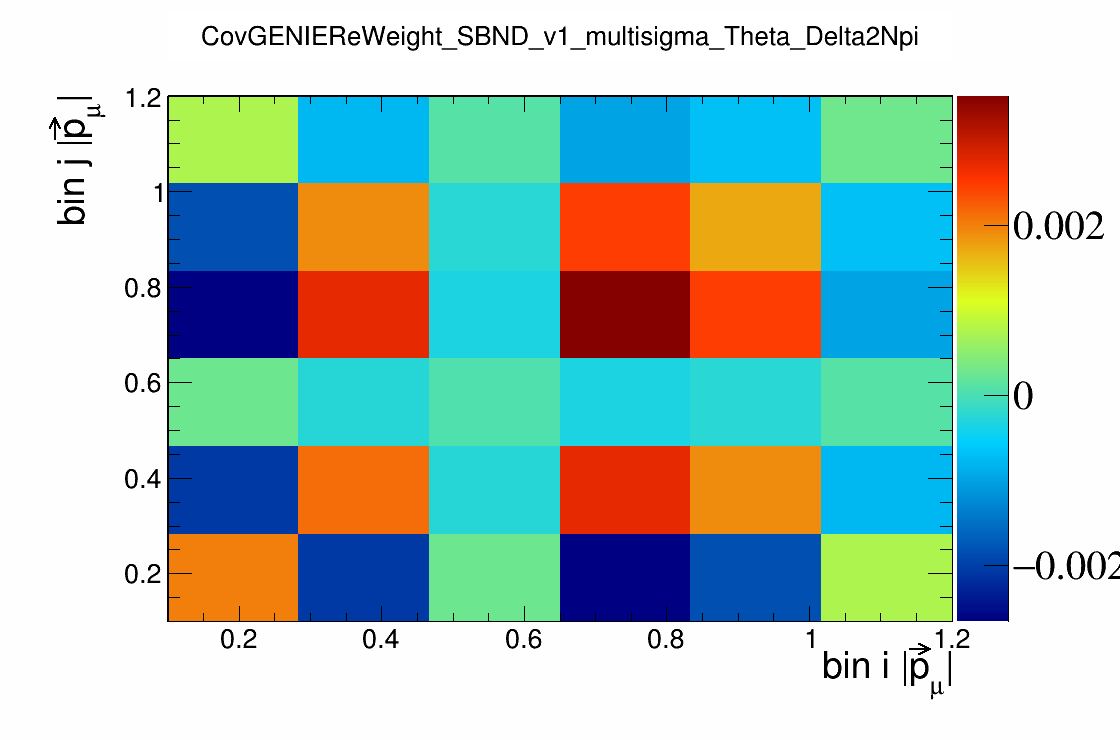 CovGENIEReWeight_SBND_v1_multisigma_Theta_Delta2Npi
bin j |p⃗μ|
1.2
1
0.8
0.6
0.4
0.2
0.2 0.4 0.6 0.8 1 1.2
bin i |p⃗μ|
0.002
0
−0.002